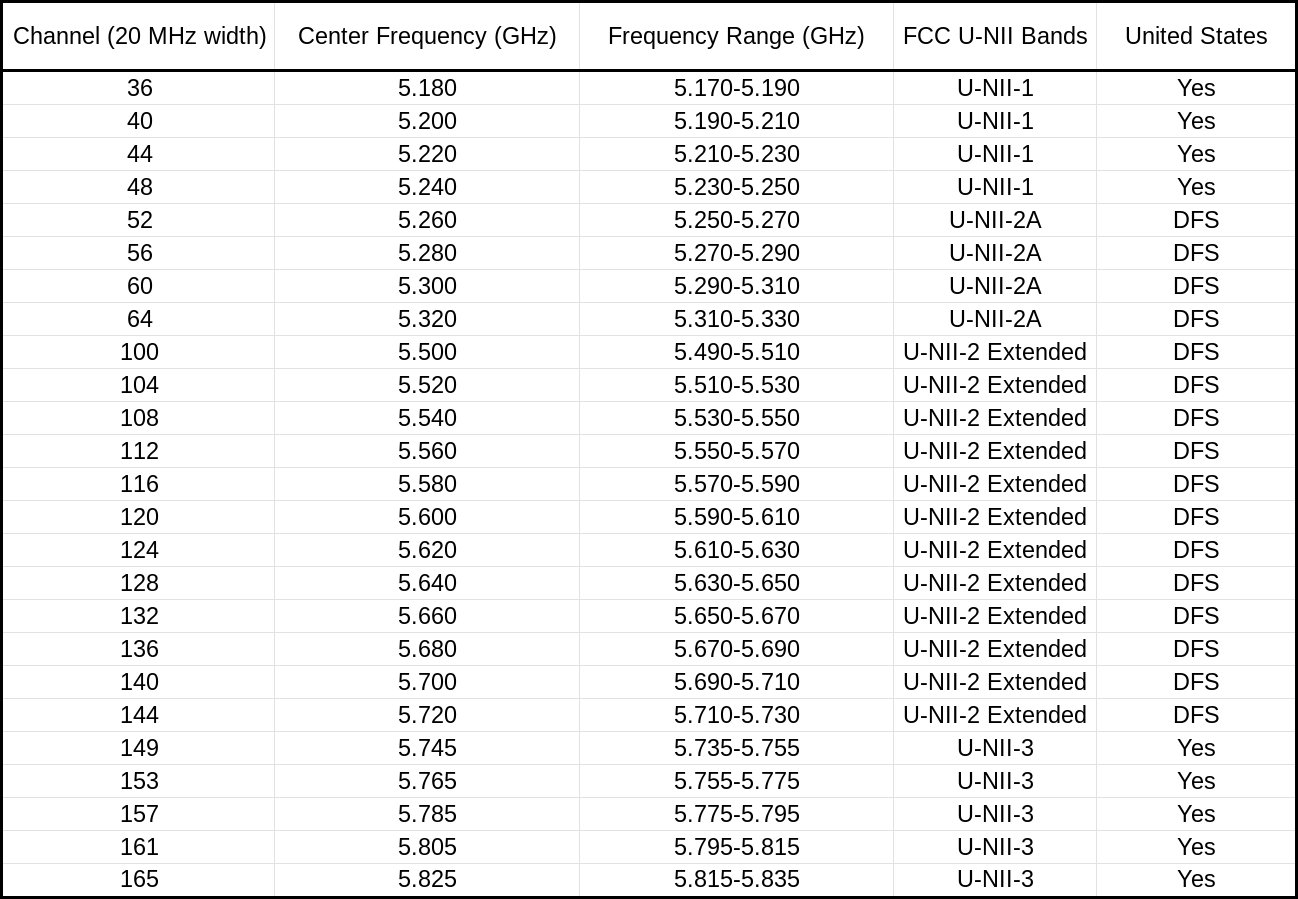 Channel (20 MHz width) Center Frequency (GHz) Frequency Range (GHz) FCC U-NII Bands United States
36 5.180 5.170-5.190 U-NII-1 Yes
40 5.200 5.190-5.210 U-NII-1 Yes
44 5.220 5.210-5.230 U-NII-1 Yes
48 5.240 5.230-5.250 U-NII-1 Yes
52 5.260 5.250-5.270 U-NII-2A DFS
56 5.280 5.270-5.290 U-NII-2A DFS
60 5.300 5.290-5.310 U-NII-2A DFS
64 5.320 5.310-5.330 U-NII-2A DFS
100 5.500 5.490-5.510 U-NII-2 Extended DFS
104 5.520 5.510-5.530 U-NII-2 Extended DFS
108 5.540 5.530-5.550 U-NII-2 Extended DFS
112 5.560 5.550-5.570 U-NII-2 Extended DFS
116 5.580 5.570-5.590 U-NII-2 Extended DFS
120 5.600 5.590-5.610 U-NII-2 Extended DFS
124 5.620 5.610-5.630 U-NII-2 Extended DFS
128 5.640 5.630-5.650 U-NII-2 Extended DFS
132 5.660 5.650-5.670 U-NII-2 Extended DFS
136 5.680 5.670-5.690 U-NII-2 Extended DFS
140 5.700 5.690-5.710 U-NII-2 Extended DFS
144 5.720 5.710-5.730 U-NII-2 Extended DFS
149 5.745 5.735-5.755 U-NII-3 Yes
153 5.765 5.755-5.775 U-NII-3 Yes
157 5.785 5.775-5.795 U-NII-3 Yes
161 5.805 5.795-5.815 U-NII-3 Yes
165 5.825 5.815-5.835 U-NII-3 Yes